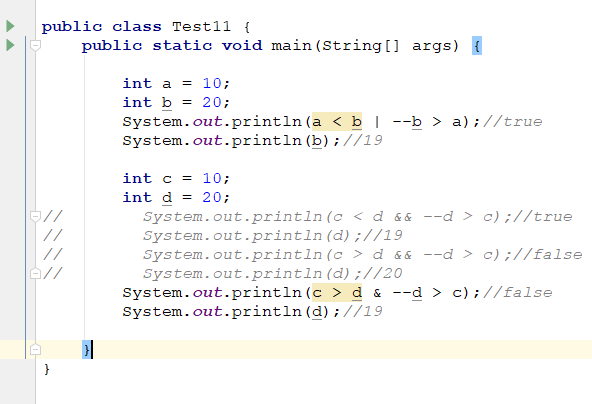 public class Test11 {
    public static void main(String[] args) {
        int a = 10;
        int b = 20;
        System.out.println(a < b | --b > a);//true
        System.out.println(b);//19
        int c = 10;
        int d = 20;
//        System.out.println(c < d && --d > c);//true
//        System.out.println(d);//19
//        System.out.println(c > d && --d > c);//false
//        System.out.println(d);//20
        System.out.println(c > d & --d > c);//false
        System.out.println(d);//19
    }
}